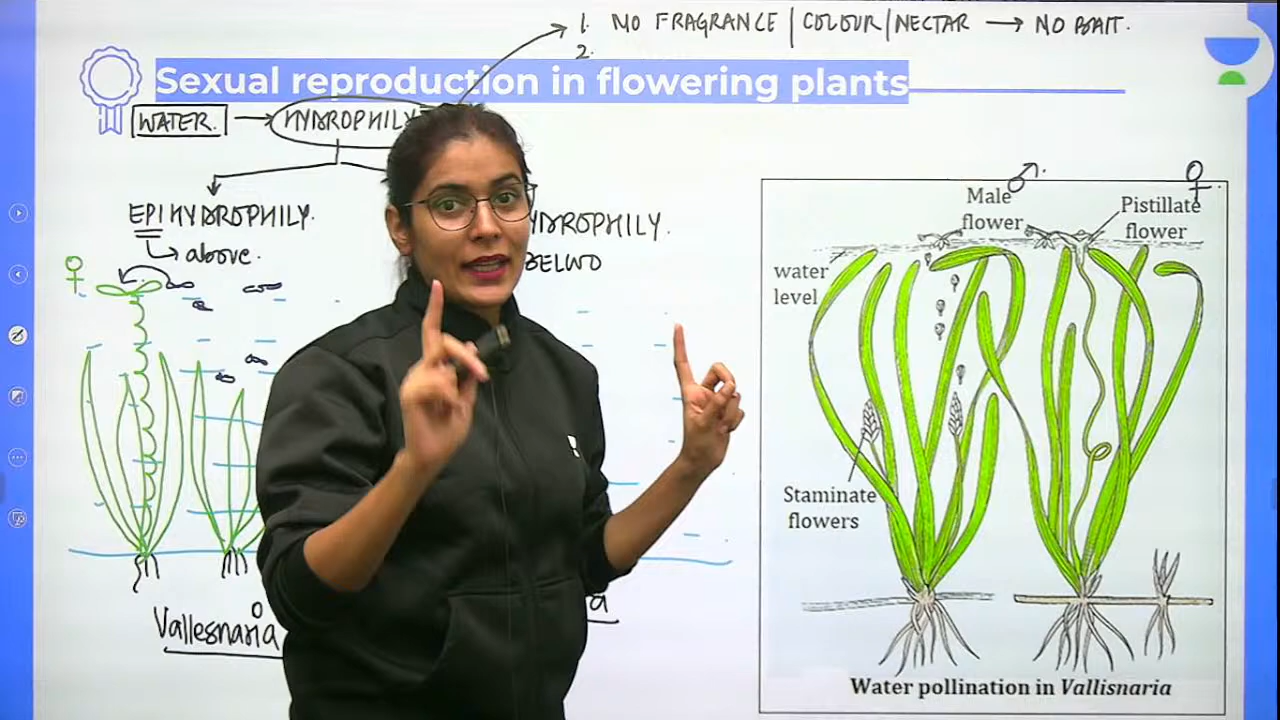 1. NO FRAGRANCE | COLOUR | NECTAR → NO BAIT.
2.
Sexual reproduction in flowering plants
WATER. → HYDROPHILY
EPIHYDROPHILY.
above.
YDROPHILY.
BELWO
♀
Vallesnaria
a
♂
♀
Male
flower
Pistillate
flower
water
level
Staminate
flowers
Water pollination in Vallisnaria